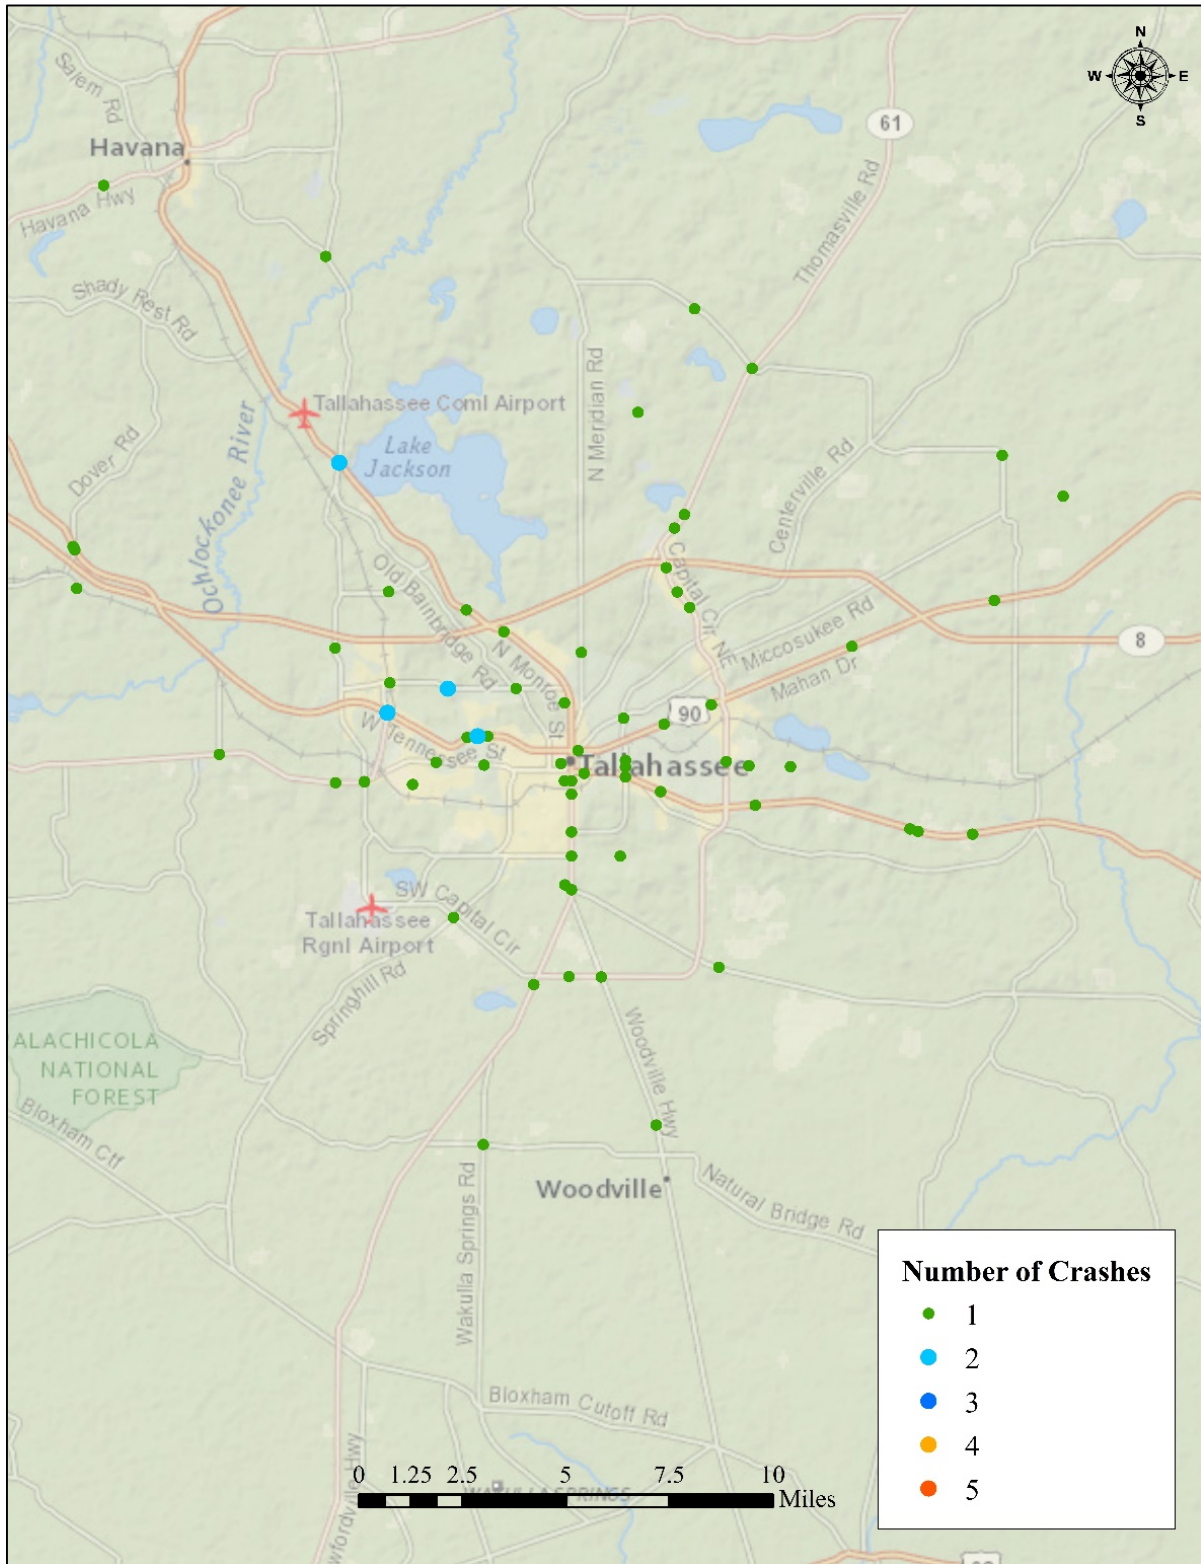 N
W E
S
61
Salem Rd
Havana
Havana Hwy
Thomasville Rd
Shady Rest Rd
N Meridian Rd
Tallahassee Coml Airport
Lake
Jackson
Dover Rd
Ochlockonee River
Centerville Rd
Capital Cir NE
Old Bainbridge Rd
Miccosukee Rd
8
N Monroe St
Mahan Dr
90
W Tennessee St
Tallahassee
SW Capital Cir
Tallahassee
Rgnl Airport
Springhill Rd
Woodville Hwy
ALACHICOLA
NATIONAL
FOREST
Bloxham Ctf
Woodville
Natural Bridge Rd
Wakulla Springs Rd
Number of Crashes
1
2
3
4
5
Bloxham Cutoff Rd
0 1.25 2.5 5 7.5 10
Miles
WAKULLA SPRINGS
wfordville Hwy